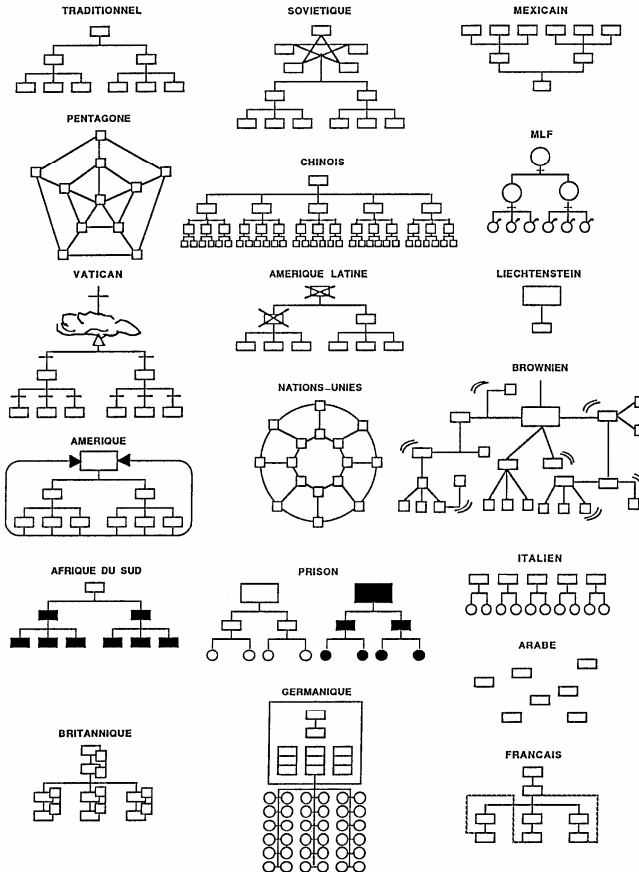 TRADITIONNEL
SOVIETIQUE
MEXICAIN
PENTAGONE
MLF
CHINOIS
VATICAN
AMERIQUE LATINE
LIECHTENSTEIN
BROWNIEN
NATIONS-UNIES
AMERIQUE
ITALIEN
AFRIQUE DU SUD
PRISON
ARABE
GERMANIQUE
BRITANNIQUE
FRANCAIS